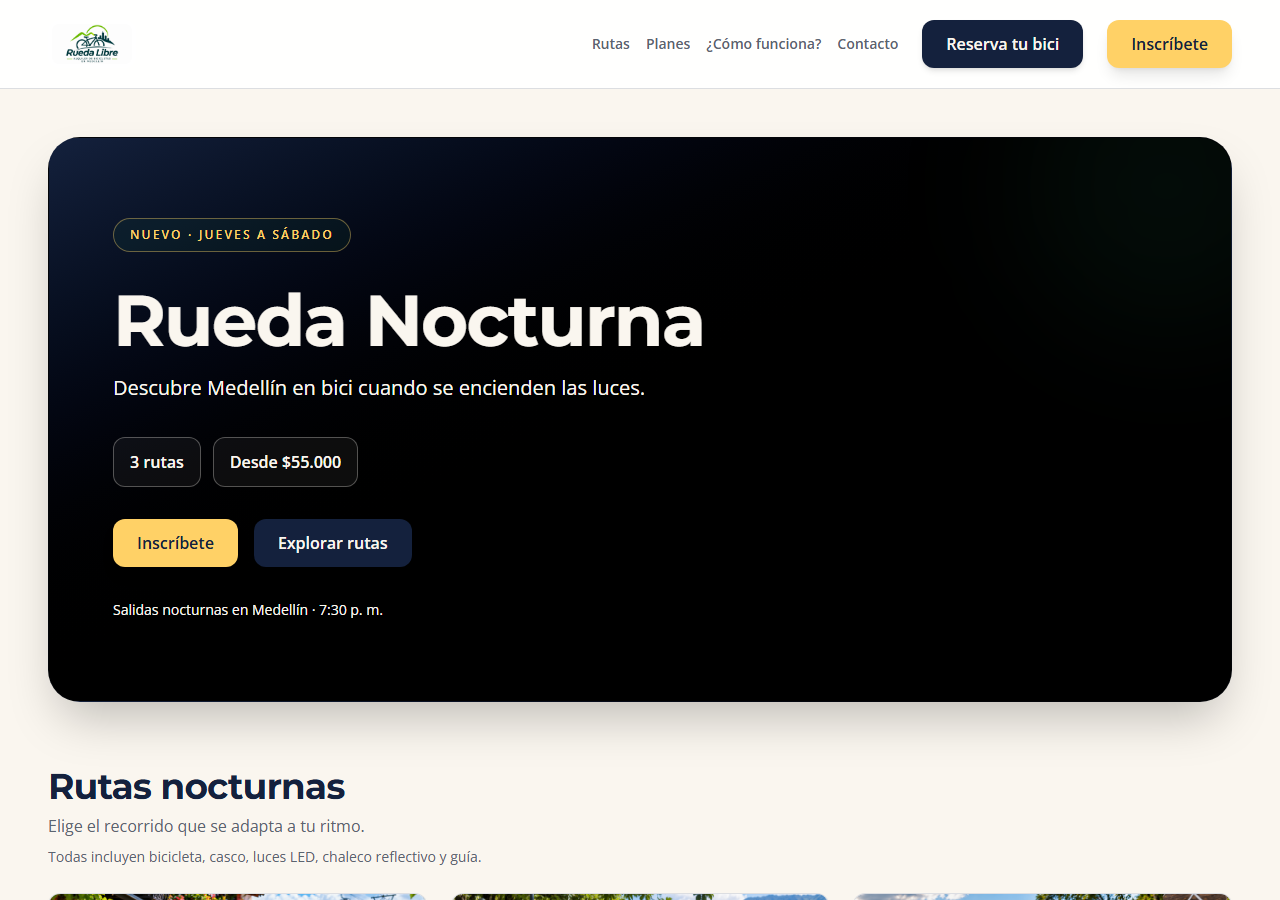 Rueda Libre
Rutas
Planes
¿Cómo funciona?
Contacto
Reserva tu bici
Inscríbete
NUEVO · JUEVES A SÁBADO
Rueda Nocturna
Descubre Medellín en bici cuando se encienden las luces.
3 rutas
Desde $55.000
Inscríbete
Explorar rutas
Salidas nocturnas en Medellín · 7:30 p. m.
Rutas nocturnas
Elige el recorrido que se adapta a tu ritmo.
Todas incluyen bicicleta, casco, luces LED, chaleco reflectivo y guía.